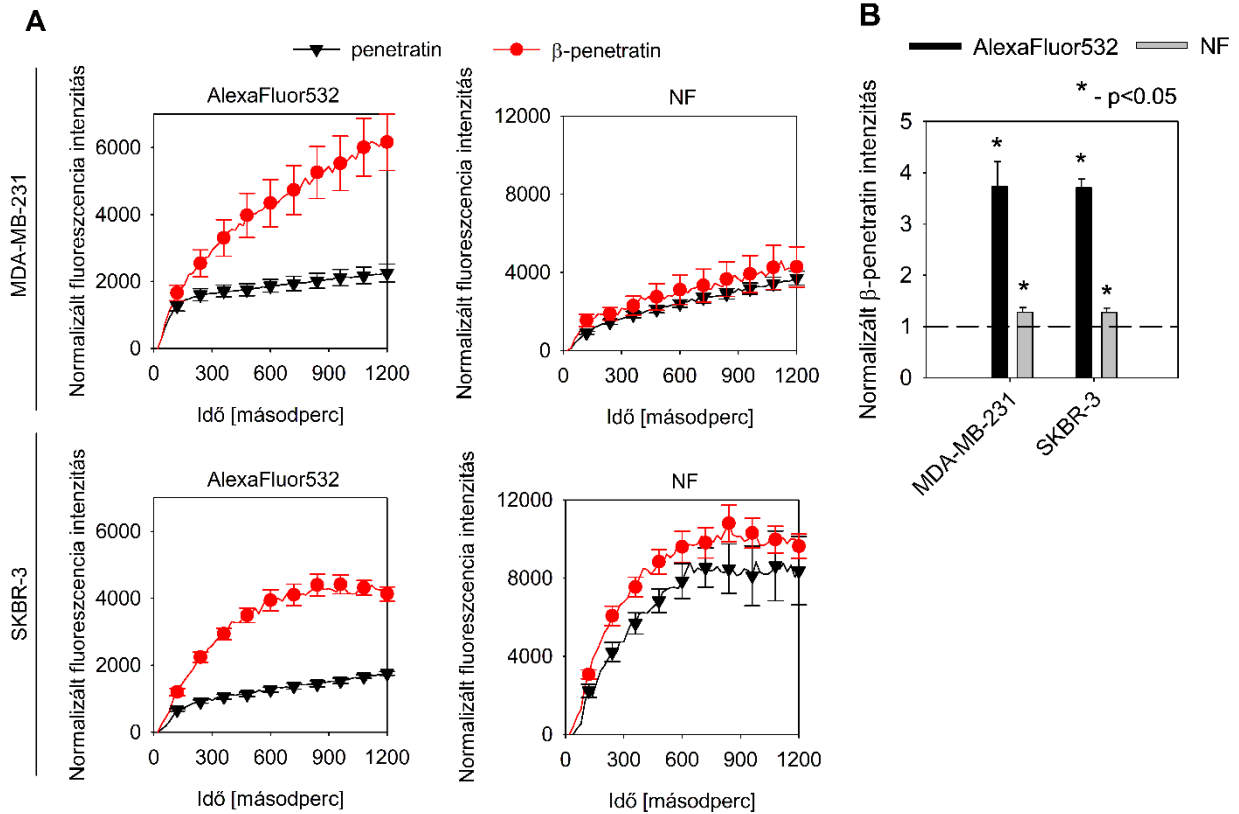 A
penetratin
β-penetratin
MDA-MB-231
AlexaFluor532
Normalizált fluoreszcencia intenzitás
6000
4000
2000
0
0 300 600 900 1200
Idő [másodperc]
NF
Normalizált fluoreszcencia intenzitás
12000
8000
4000
0
0 300 600 900 1200
Idő [másodperc]
SKBR-3
AlexaFluor532
Normalizált fluoreszcencia intenzitás
6000
4000
2000
0
0 300 600 900 1200
Idő [másodperc]
NF
Normalizált fluoreszcencia intenzitás
12000
8000
4000
0
0 300 600 900 1200
Idő [másodperc]
B
AlexaFluor532 NF
* - p<0.05
Normalizált β-penetratin intenzitás
5
4
3
2
1
0
* *
* *
MDA-MB-231
SKBR-3